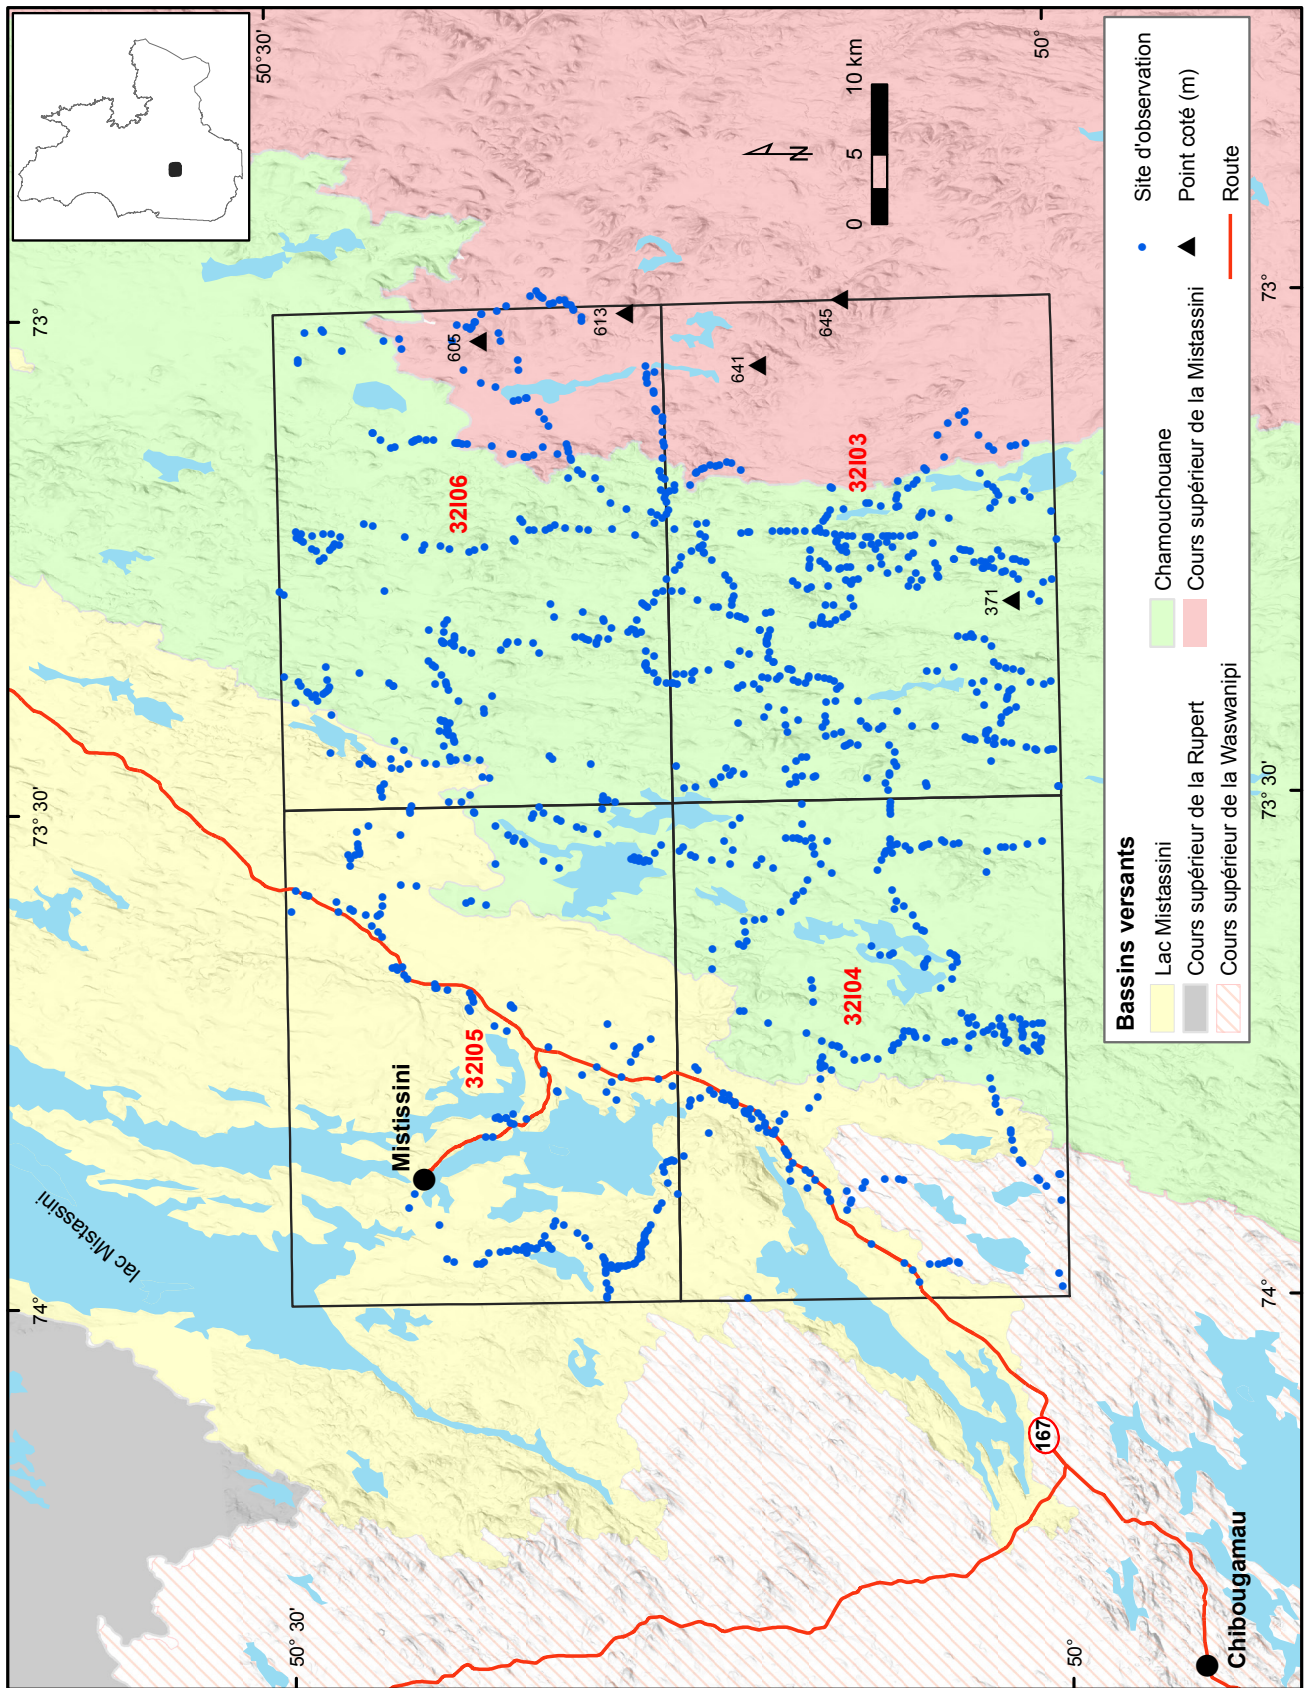 74°
73° 30'
73°
50° 30'
50°30'
lac Mistassini
Mistissini
32I05
32I06
605
613
641
645
32I04
32I03
371
50°
50°
167
Chibougamau
N
0 5 10 km
Bassins versants
Lac Mistassini
Cours supérieur de la Rupert
Cours supérieur de la Waswanipi
Chamouchouane
Cours supérieur de la Mistassini
Site d'observation
Point coté (m)
Route
74°
73° 30'
73°